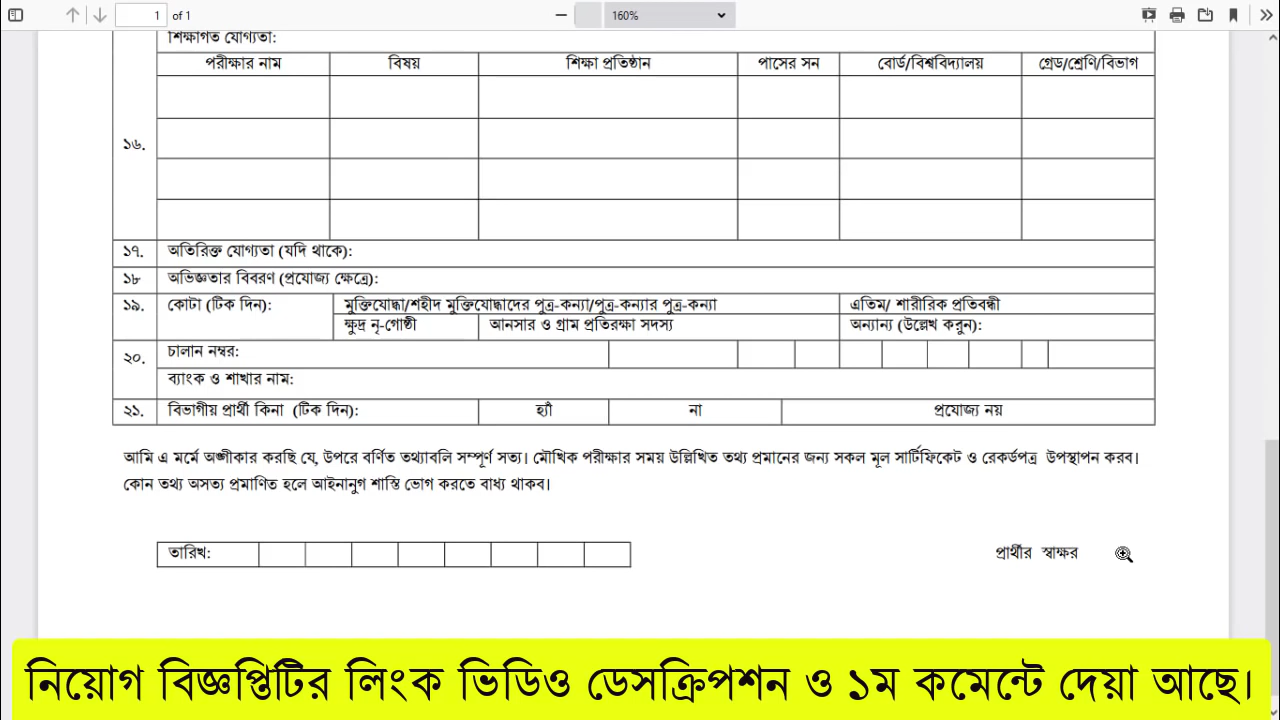 1 of 1 160%
শিক্ষাগত যোগ্যতা:
পরীক্ষার নাম বিষয় শিক্ষা প্রতিষ্ঠান পাসের সন বোর্ড/বিশ্ববিদ্যালয় গ্রেড/শ্রেণি/বিভাগ
১৬.
১৭. অতিরিক্ত যোগ্যতা (যদি থাকে):
১৮ অভিজ্ঞতার বিবরণ (প্রযোজ্য ক্ষেত্রে):
১৯. কোটা (টিক দিন): মুক্তিযোদ্ধা/শহীদ মুক্তিযোদ্ধাদের পুত্র-কন্যা/পুত্র-কন্যার পুত্র-কন্যা এতিম/ শারীরিক প্রতিবন্ধী
ক্ষুদ্র নৃ-গোষ্ঠী আনসার ও গ্রাম প্রতিরক্ষা সদস্য অন্যান্য (উল্লেখ করুন):
২০. চালান নম্বর:
ব্যাংক ও শাখার নাম:
২১. বিভাগীয় প্রার্থী কিনা (টিক দিন): হ্যাঁ না প্রযোজ্য নয়
আমি এ মর্মে অঙ্গীকার করছি যে, উপরে বর্ণিত তথ্যাবলি সম্পূর্ণ সত্য। মৌখিক পরীক্ষার সময় উল্লিখিত তথ্য প্রমানের জন্য সকল মূল সার্টিফিকেট ও রেকর্ডপত্র উপস্থাপন করব।
কোন তথ্য অসত্য প্রমাণিত হলে আইনানুগ শাস্তি ভোগ করতে বাধ্য থাকব।
তারিখ: প্রার্থীর স্বাক্ষর
নিয়োগ বিজ্ঞপ্তিটির লিংক ভিডিও ডেসক্রিপশন ও ১ম কমেন্টে দেয়া আছে।